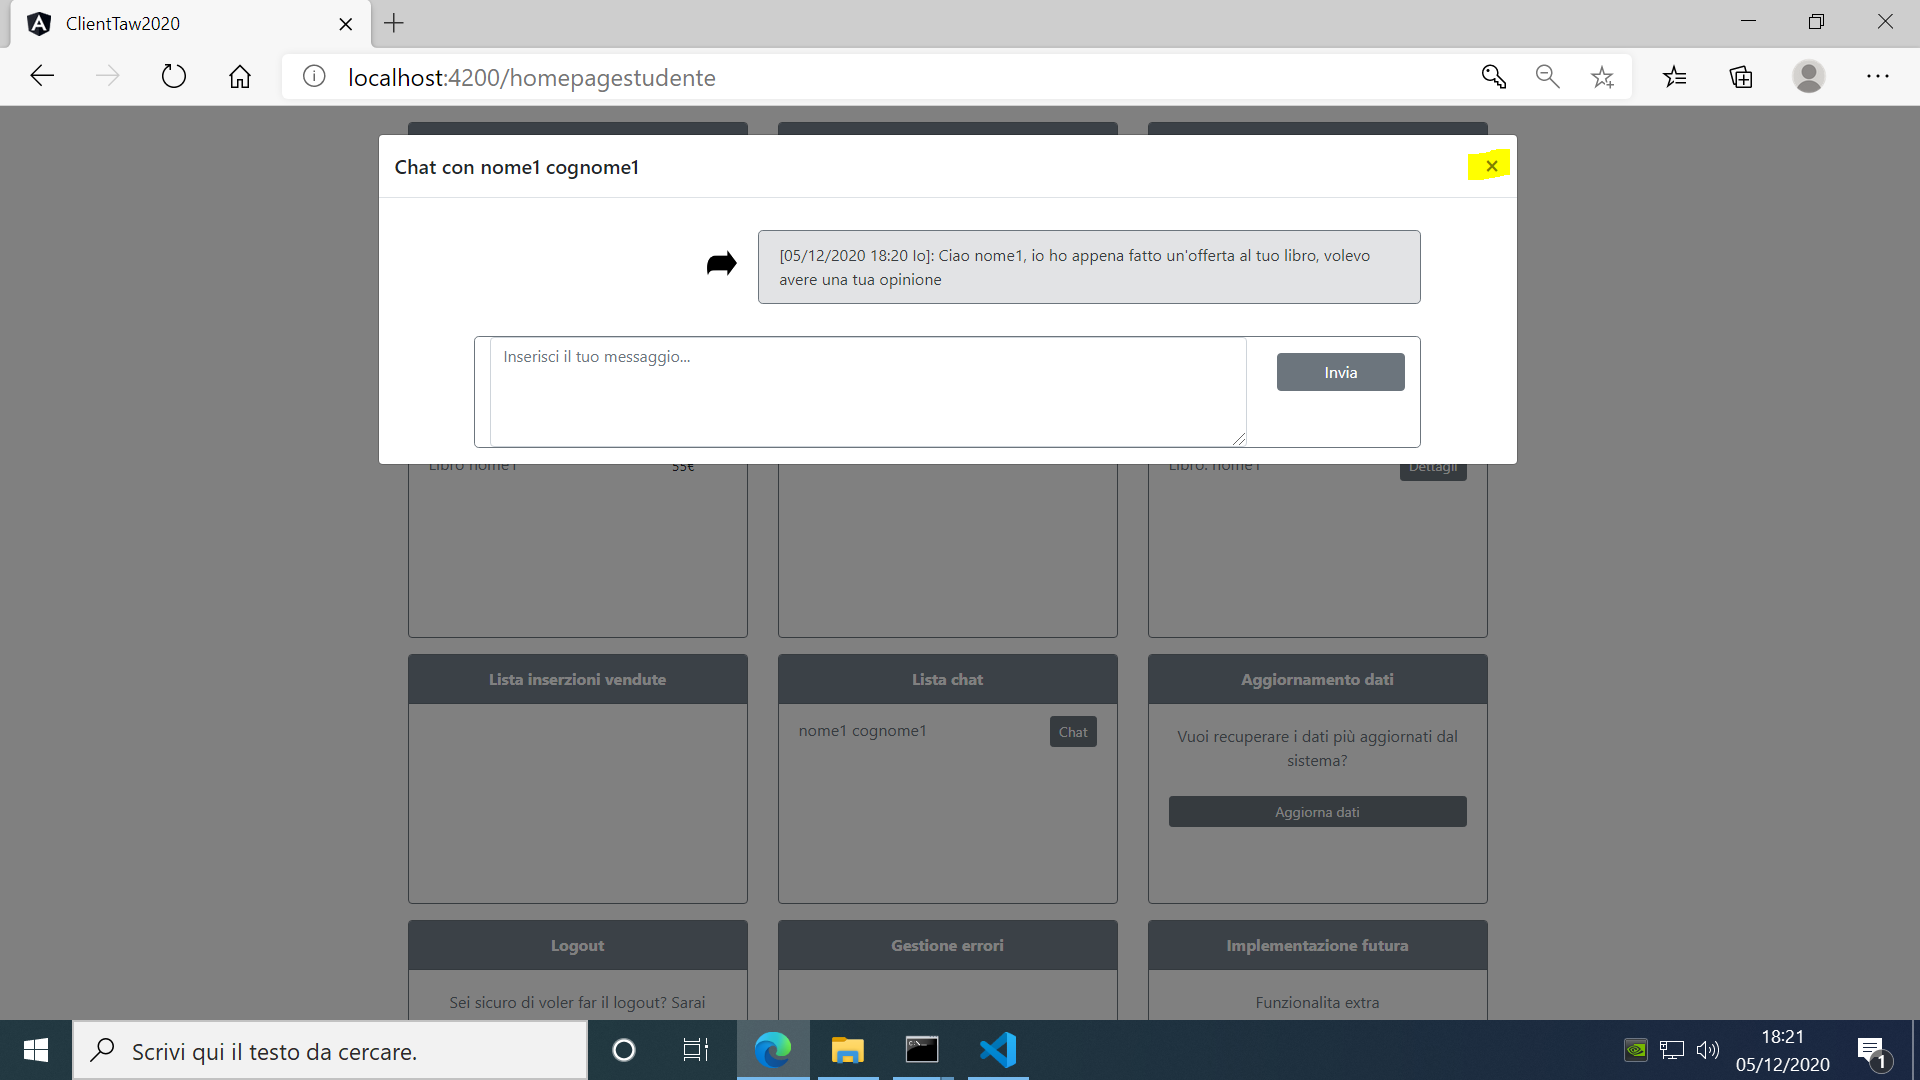 ClientTaw2020
localhost:4200/homepagestudente
Chat con nome1 cognome1
[05/12/2020 18:20 Io]: Ciao nome1, io ho appena fatto un'offerta al tuo libro, volevo
avere una tua opinione
Inserisci il tuo messaggio...
Invia
Libro nome1 55€
Libro: nome1 Dettagli
Lista inserzioni vendute
Lista chat
Aggiornamento dati
nome1 cognome1 Chat
Vuoi recuperare i dati più aggiornati dal
sistema?
Aggiorna dati
Logout
Gestione errori
Implementazione futura
Sei sicuro di voler far il logout? Sarai
Funzionalita extra
Scrivi qui il testo da cercare.
18:21
05/12/2020
1